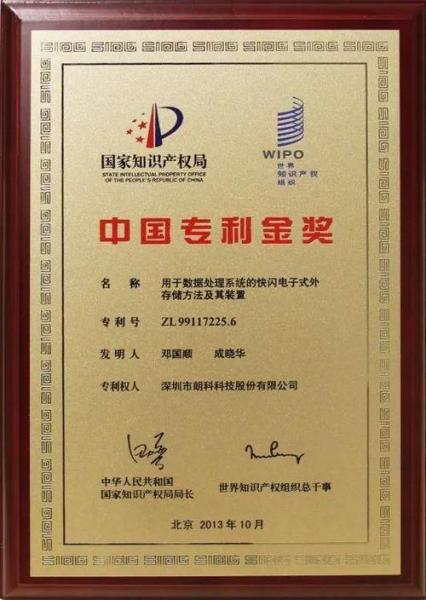 国家知识产权局
STATE INTELLECTUAL PROPERTY OFFICE
OF THE PEOPLE'S REPUBLIC OF CHINA
WIPO
世界
知识产权
组织
中国专利金奖
名 称 用于数据处理系统的快闪电子式外
存储方法及其装置
专利号 ZL 99117225.6
发明人 邓国顺 成晓华
专利权人 深圳市朗科科技股份有限公司
中华人民共和国
国家知识产权局局长
世界知识产权组织总干事
北京 2013 年 10 月